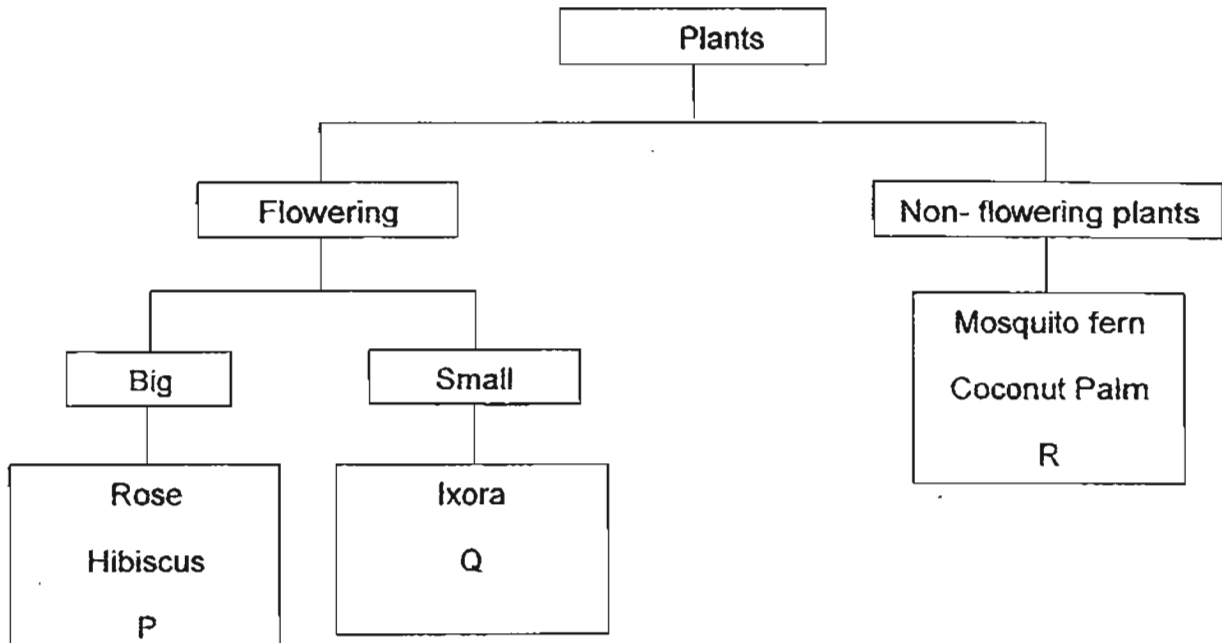 Plants
Flowering
Non- flowering plants
Big
Small
Mosquito fern
Coconut Palm
R
Rose
Hibiscus
P
Ixora
Q